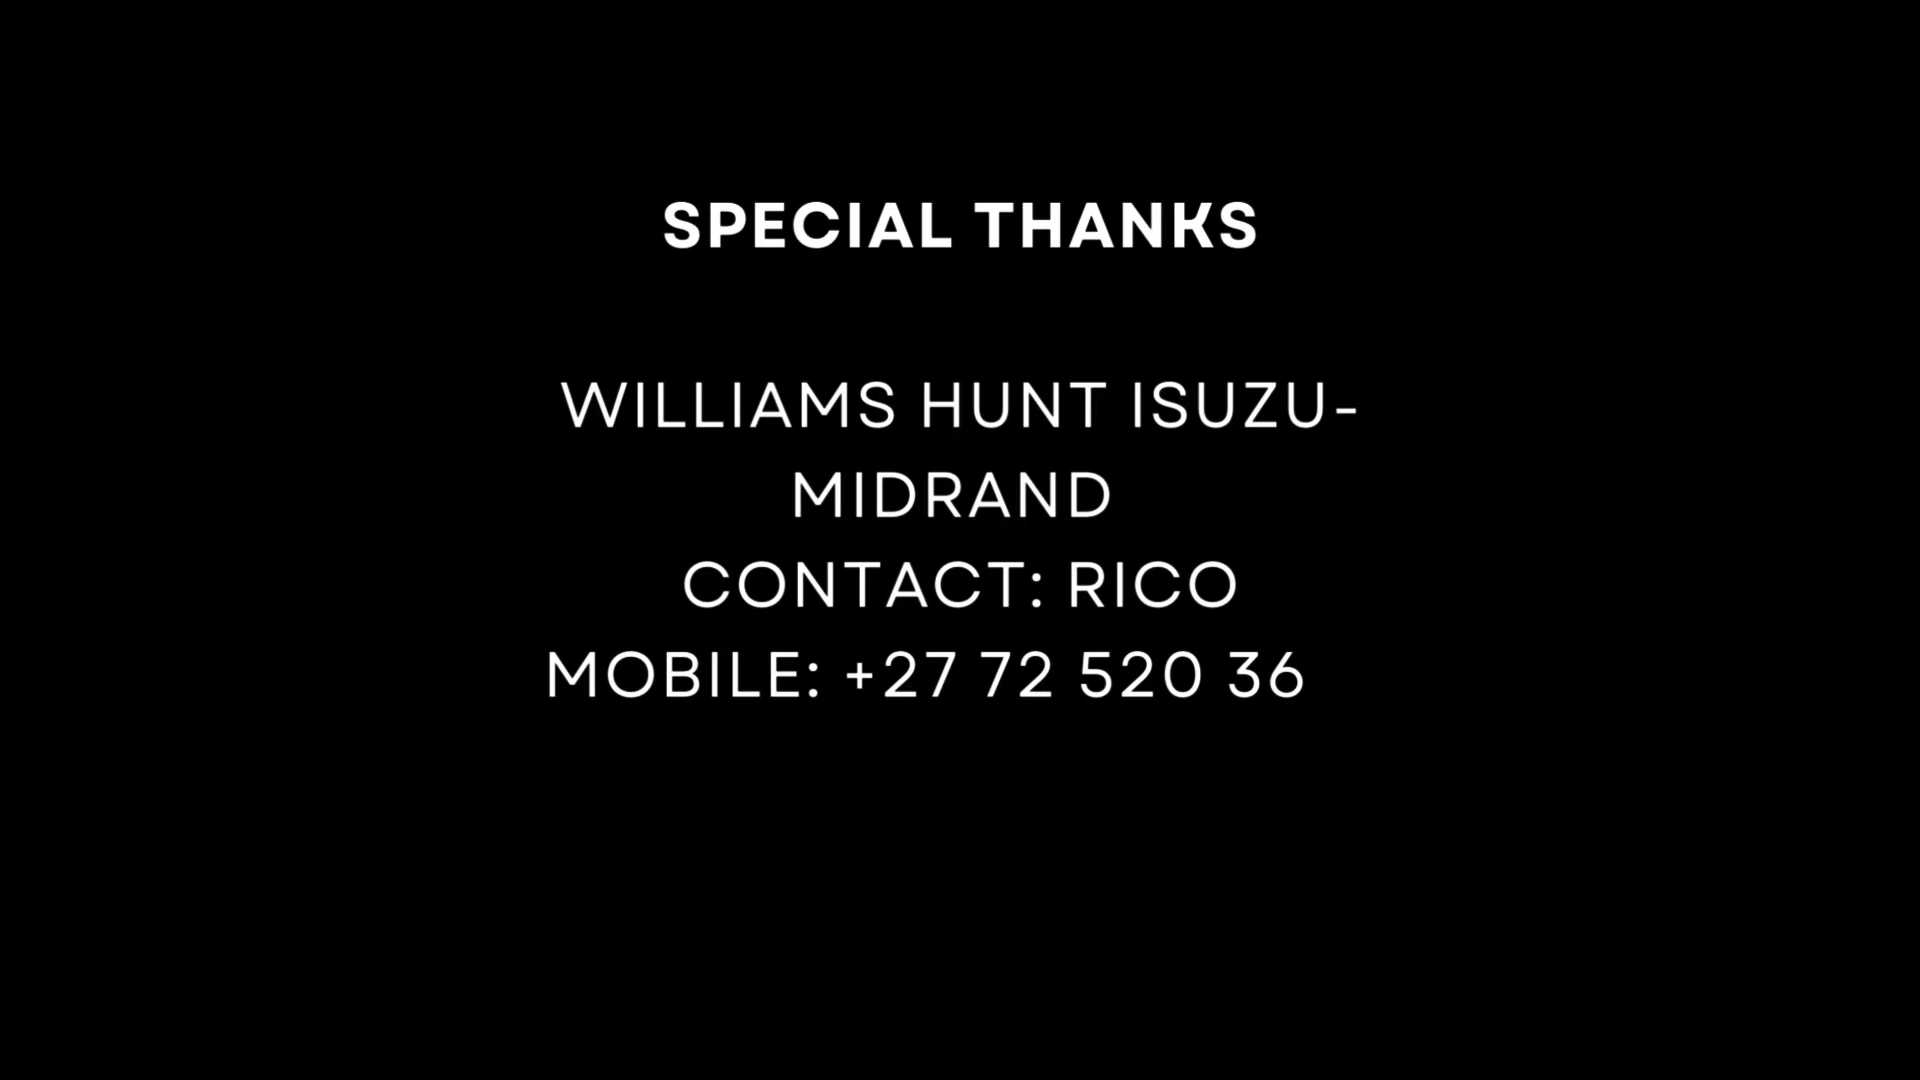 SPECIAL THANKS
WILLIAMS HUNT ISUZU-
MIDRAND
CONTACT: RICO
MOBILE: +27 72 520 36